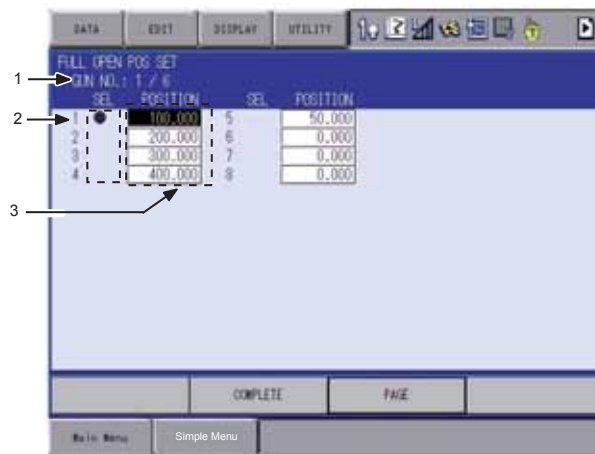 DATA EDIT DISPLAY UTILITY
FULL OPEN POS SET
1 GUN NO.: 1 / 6
SEL POSITION SEL POSITION
2 1 100.000 5 50.000
2 200.000 6 0.000
3 300.000 7 0.000
4 400.000 8 0.000
3
COMPLETE PAGE
Main Menu Simple Menu